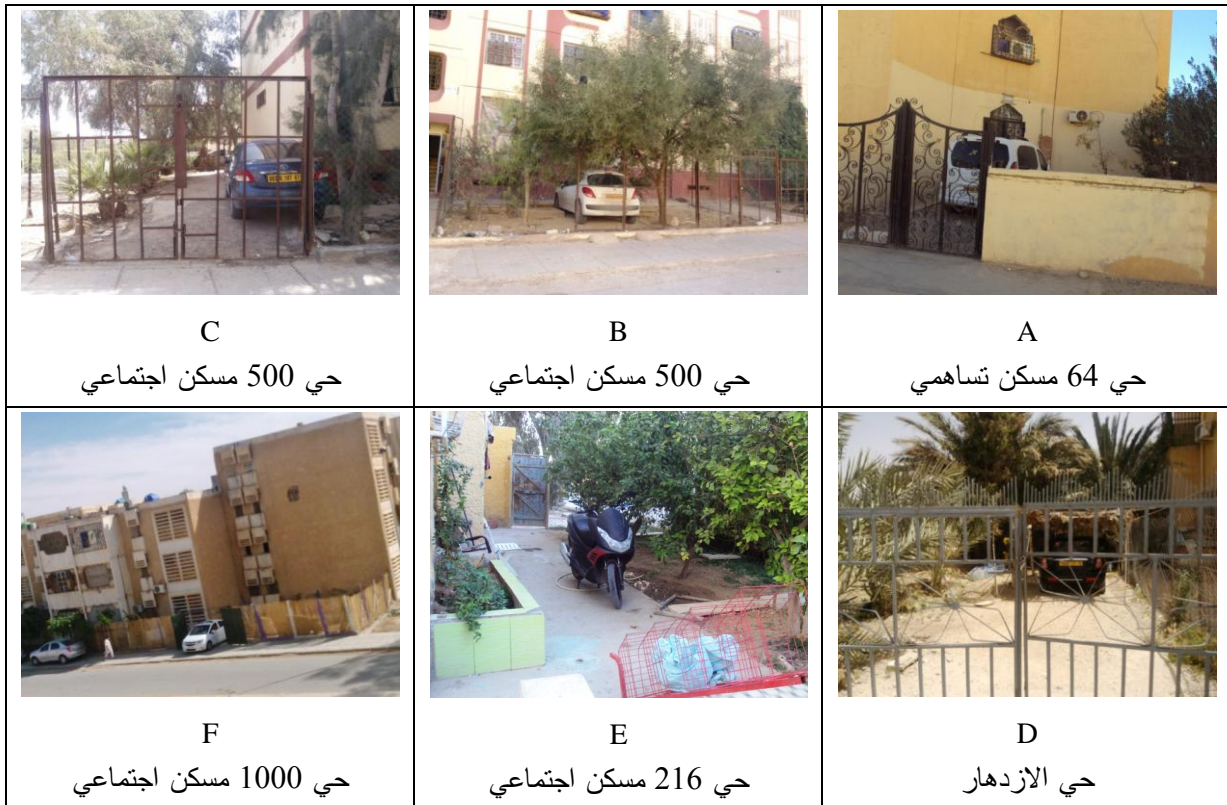 A
حي 64 مسكن تساهمي
B
حي 500 مسكن اجتماعي
C
حي 500 مسكن اجتماعي
D
حي الازدهار
E
حي 216 مسكن اجتماعي
F
حي 1000 مسكن اجتماعي